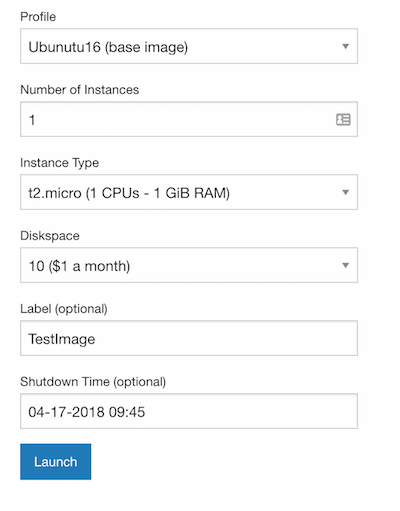 Profile
Ubunutu16 (base image)
Number of Instances
1
Instance Type
t2.micro (1 CPUs - 1 GiB RAM)
Diskspace
10 ($1 a month)
Label (optional)
TestImage
Shutdown Time (optional)
04-17-2018 09:45
Launch